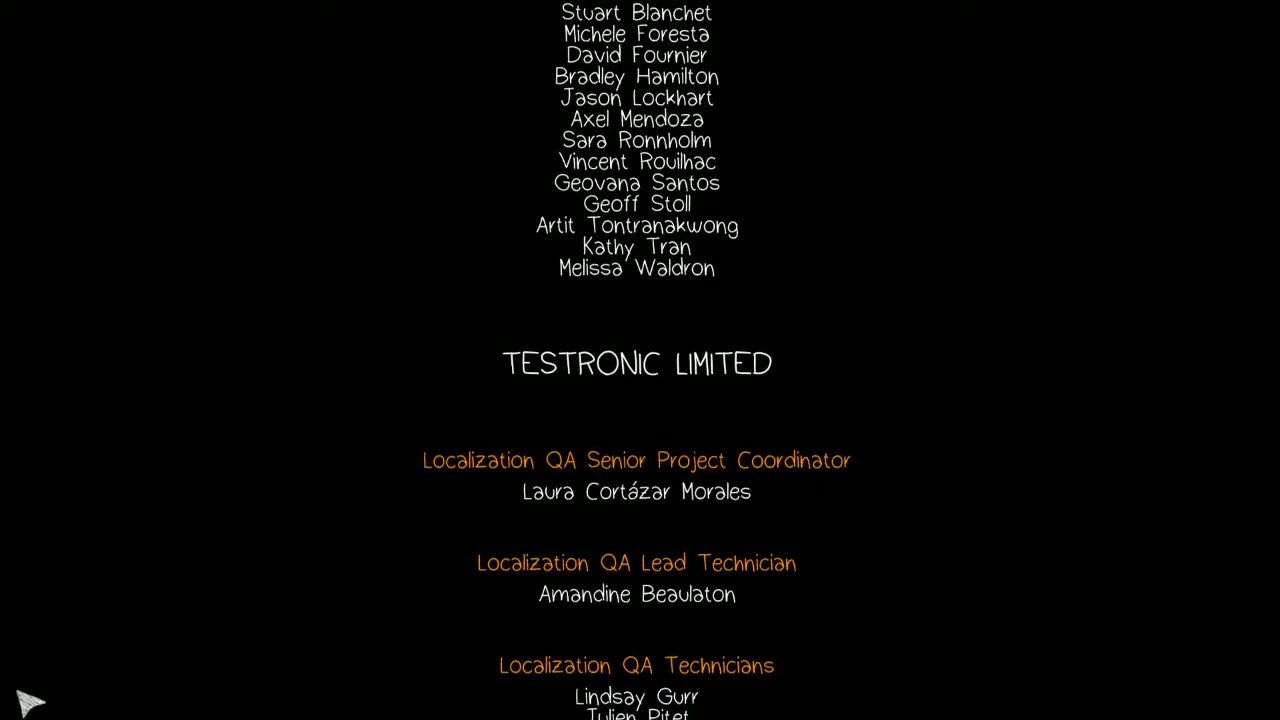 Stuart Blanchet
Michele Foresta
David Fournier
Bradley Hamilton
Jason Lockhart
Axel Mendoza
Sara Ronnholm
Vincent Rouilhac
Geovana Santos
Geoff Stoll
Artit Tontranakwong
Kathy Tran
Melissa Waldron
TESTRONIC LIMITED
Localization QA Senior Project Coordinator
Laura Cortázar Morales
Localization QA Lead Technician
Amandine Beaulaton
Localization QA Technicians
Lindsay Gurr
Julien Pitet